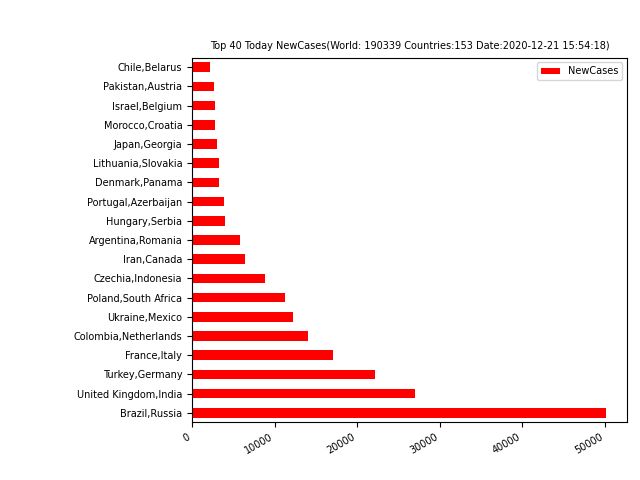 Top 40 Today NewCases(World: 190339 Countries:153 Date:2020-12-21 15:54:18)
NewCases
Chile,Belarus
Pakistan,Austria
Israel,Belgium
Morocco,Croatia
Japan,Georgia
Lithuania,Slovakia
Denmark,Panama
Portugal,Azerbaijan
Hungary,Serbia
Argentina,Romania
Iran,Canada
Czechia,Indonesia
Poland,South Africa
Ukraine,Mexico
Colombia,Netherlands
France,Italy
Turkey,Germany
United Kingdom,India
Brazil,Russia
0 10000 20000 30000 40000 50000